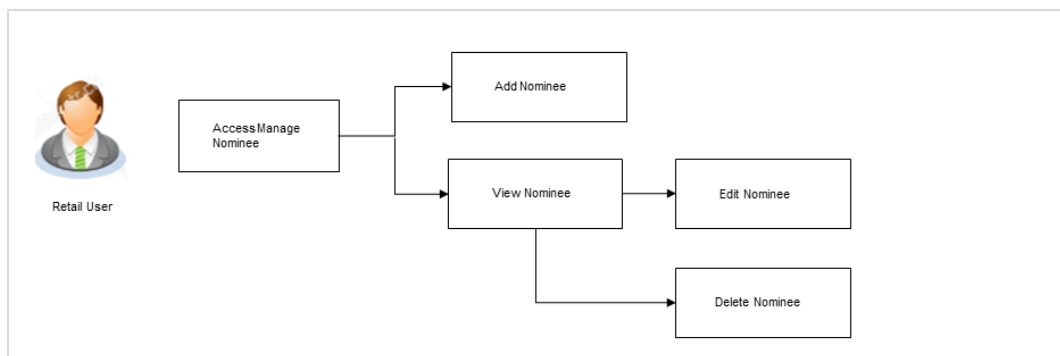 Add Nominee
Access Manage
Nominee
View Nominee
Edit Nominee
Retail User
Delete Nominee